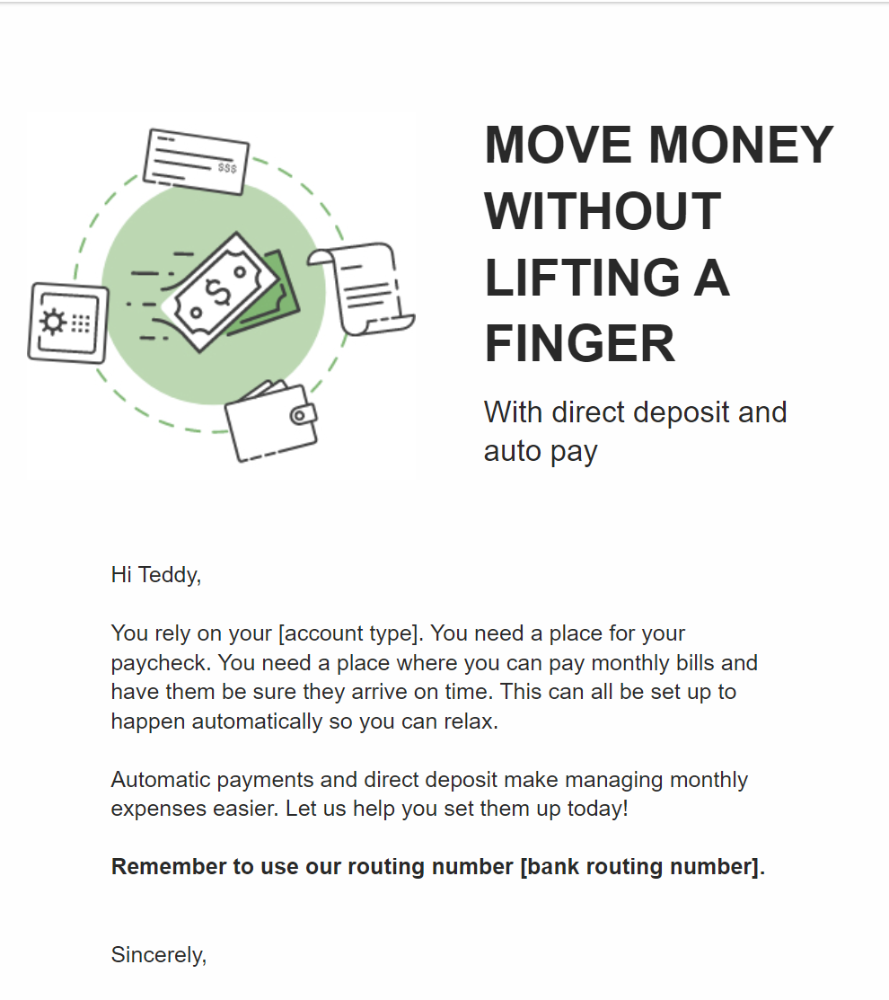 $$$
$
MOVE MONEY
WITHOUT
LIFTING A
FINGER
With direct deposit and
auto pay
Hi Teddy,
You rely on your [account type]. You need a place for your
paycheck. You need a place where you can pay monthly bills and
have them be sure they arrive on time. This can all be set up to
happen automatically so you can relax.
Automatic payments and direct deposit make managing monthly
expenses easier. Let us help you set them up today!
Remember to use our routing number [bank routing number].
Sincerely,